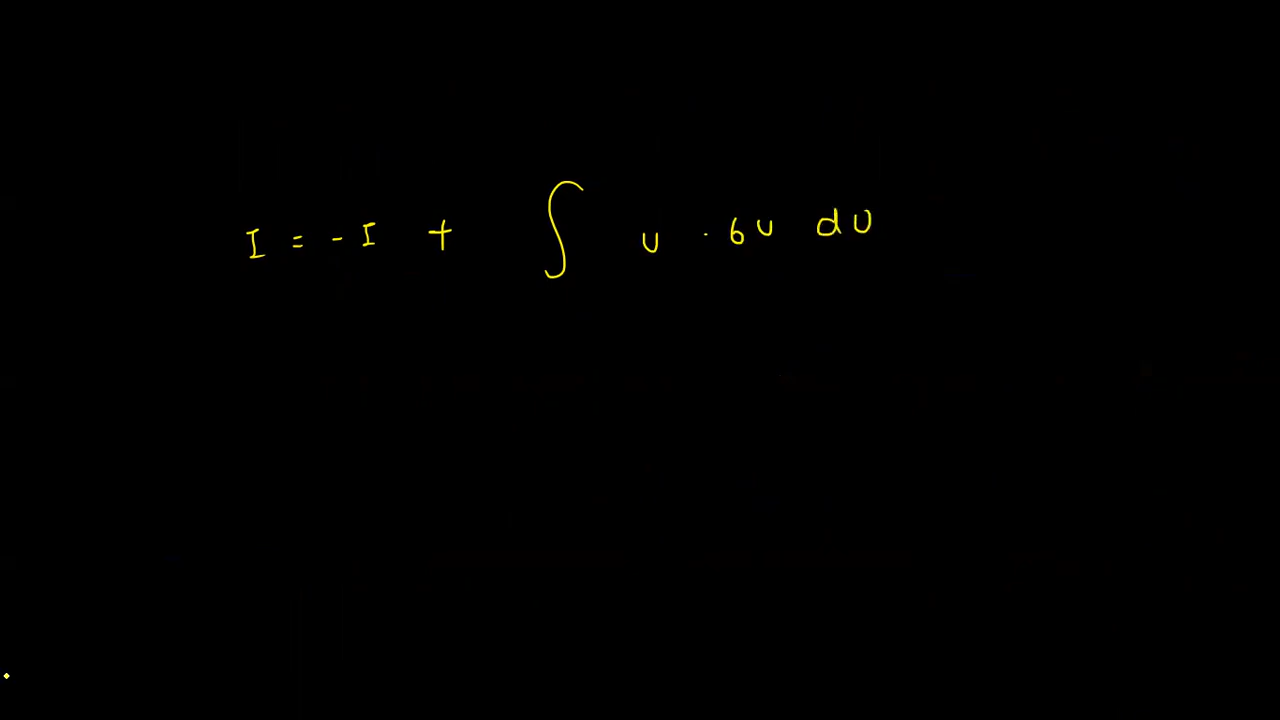 I = - I + ∫ u · 6u du